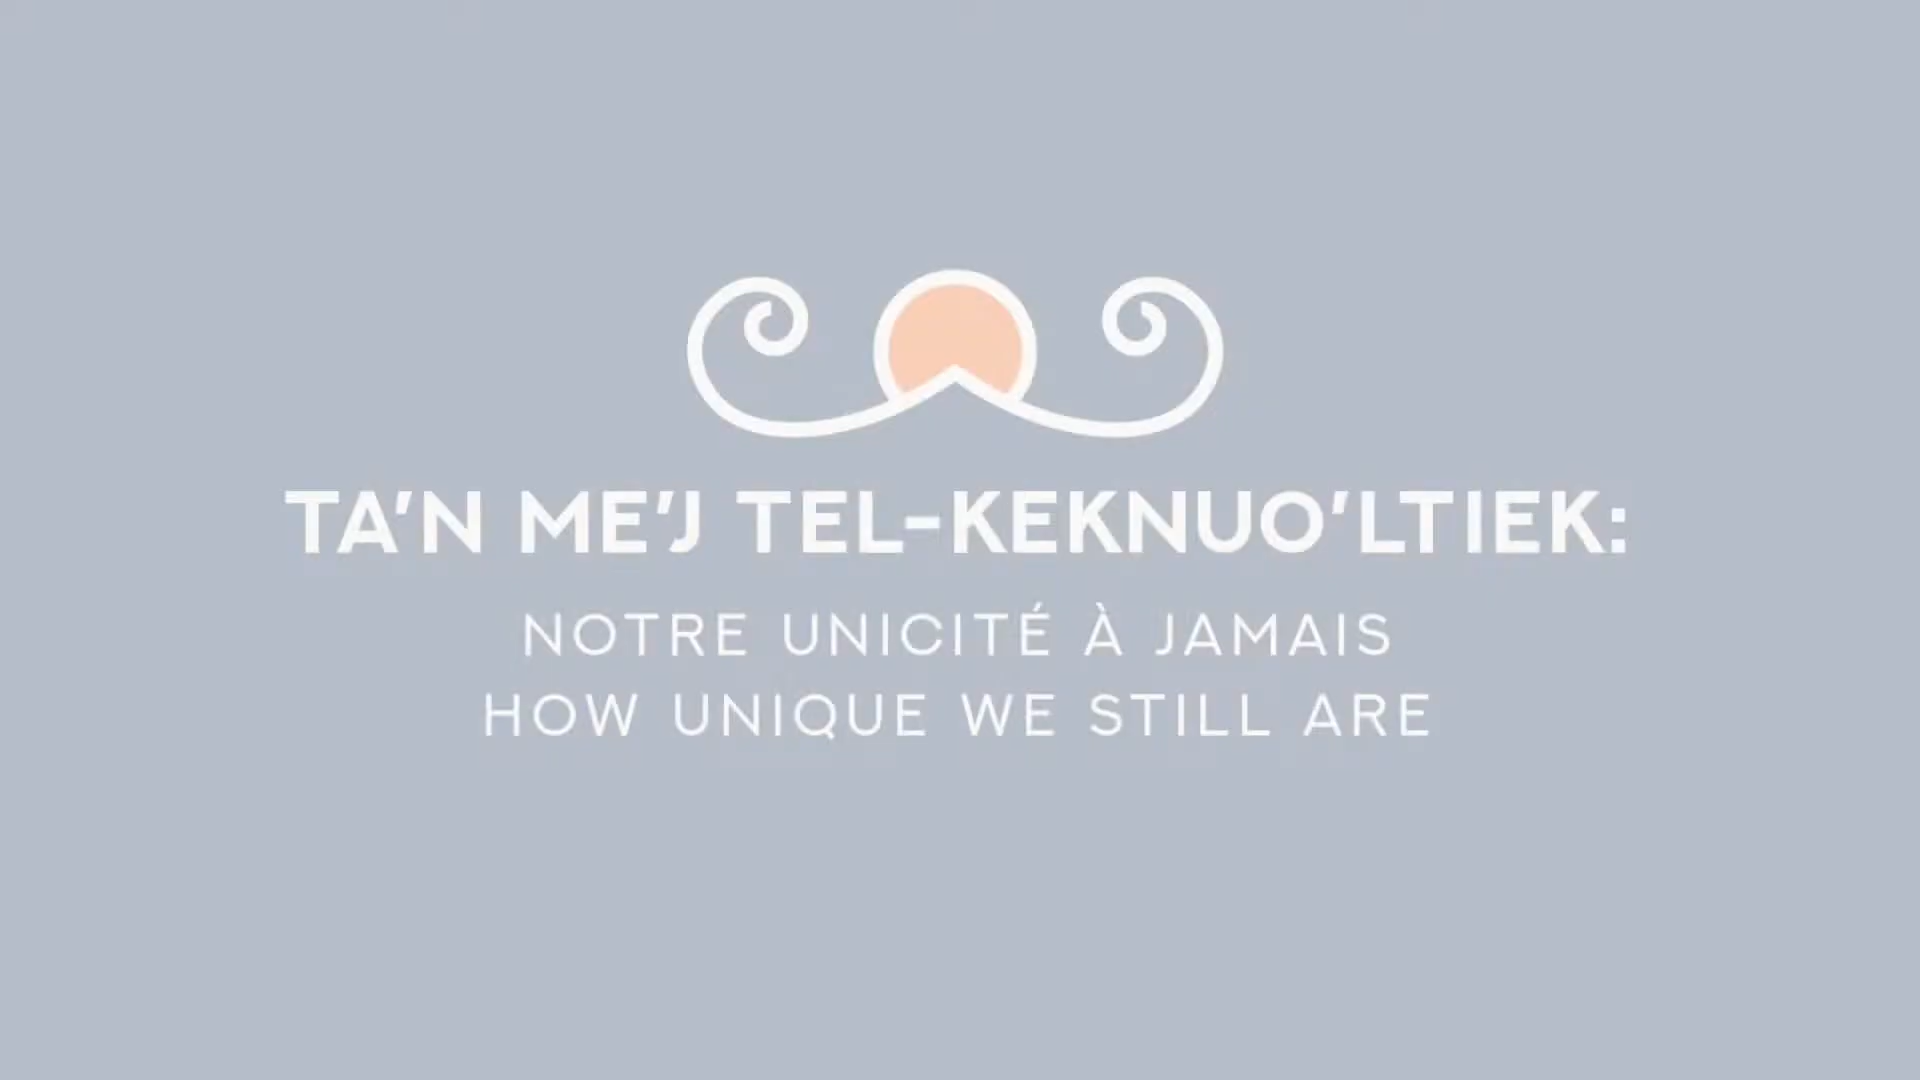 TA'N ME'J TEL-KEKNUO'LTIEK:
NOTRE UNICITÉ À JAMAIS
HOW UNIQUE WE STILL ARE